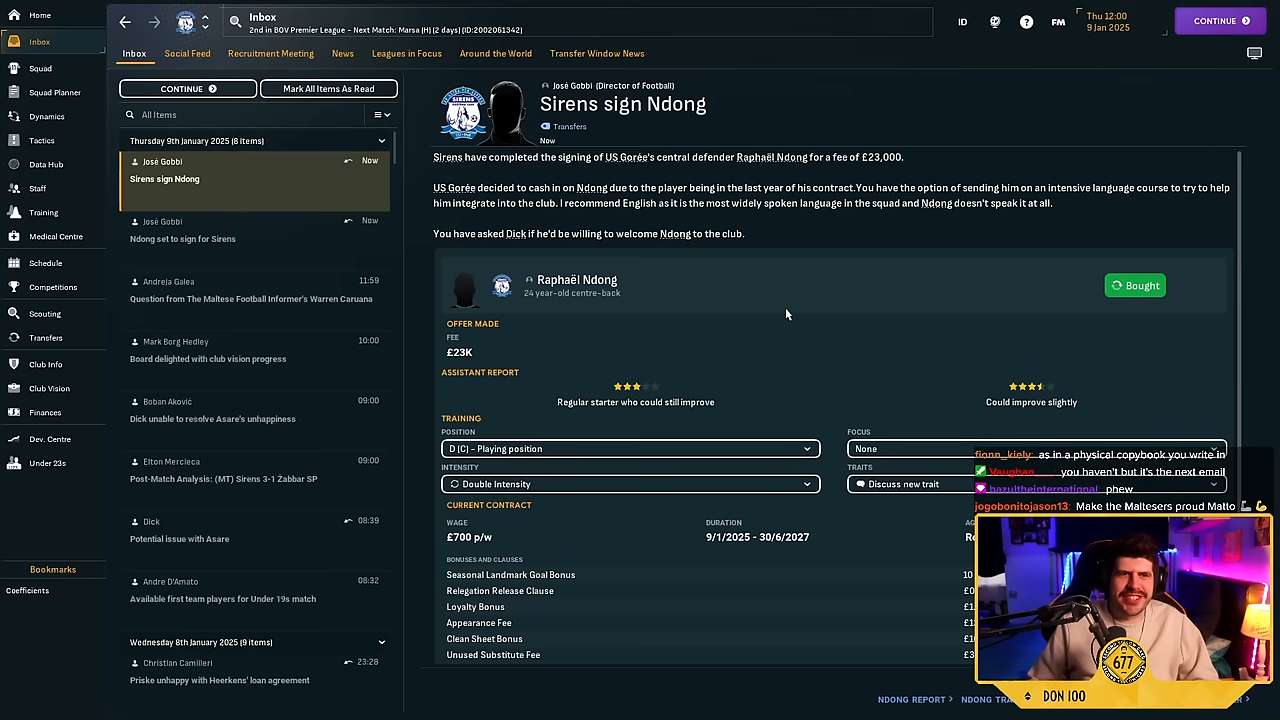 Home
Inbox
Squad
Squad Planner
Dynamics
Tactics
Data Hub
Staff
Training
Medical Centre
Schedule
Competitions
Scouting
Transfers
Club Info
Club Vision
Finances
Dev. Centre
Under 23s
Bookmarks
Coefficients
Inbox
2nd in BOV Premier League - Next Match: Marsa (H) (2 days) (ID:2002061342)
ID
?
FM
Thu 12:00
9 Jan 2025
CONTINUE
Inbox Social Feed Recruitment Meeting News Leagues in Focus Around the World Transfer Window News
CONTINUE
Mark All Items As Read
All Items
Thursday 9th January 2025 (8 items)
José Gobbi Now
Sirens sign Ndong
José Gobbi Now
Ndong set to sign for Sirens
Andreja Galea 11:59
Question from The Maltese Football Informer's Warren Caruana
Mark Borg Hedley 10:00
Board delighted with club vision progress
Boban Aković 09:00
Dick unable to resolve Asare's unhappiness
Elton Mercieca 09:00
Post-Match Analysis: (MT) Sirens 3-1 Żabbar SP
Dick 08:39
Potential issue with Asare
Andre D'Amato 08:32
Available first team players for Under 19s match
Wednesday 8th January 2025 (9 items)
Christian Camilleri 23:28
Priske unhappy with Heerkens' loan agreement
SIRENS
José Gobbi (Director of Football)
Sirens sign Ndong
Transfers
Now
Sirens have completed the signing of US Gorée's central defender Raphaël Ndong for a fee of £23,000.
US Gorée decided to cash in on Ndong due to the player being in the last year of his contract.You have the option of sending him on an intensive language course to try to help
him integrate into the club. I recommend English as it is the most widely spoken language in the squad and Ndong doesn't speak it at all.
You have asked Dick if he'd be willing to welcome Ndong to the club.
Raphaël Ndong
24 year-old centre-back
Bought
OFFER MADE
FEE
£23K
ASSISTANT REPORT
Regular starter who could still improve
Could improve slightly
TRAINING
POSITION
D (C) - Playing position
FOCUS
None
INTENSITY
Double Intensity
TRAITS
Discuss new trait
CURRENT CONTRACT
WAGE
£700 p/w
DURATION
9/1/2025 - 30/6/2027
BONUSES AND CLAUSES
Seasonal Landmark Goal Bonus
Relegation Release Clause
Loyalty Bonus
Appearance Fee
Clean Sheet Bonus
Unused Substitute Fee
NDONG REPORT
fionn_kiely: as in a physical copybook you write in
you haven't but it's the next email
bazultheinternational: phew
jogobonitojason13: Make the Maltesers proud Matto
677
DON 100